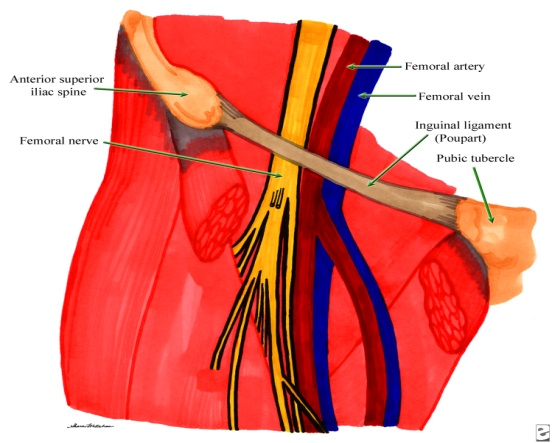 Anterior superior
iliac spine
Femoral nerve
Femoral artery
Femoral vein
Inguinal ligament
(Poupart)
Pubic tubercle